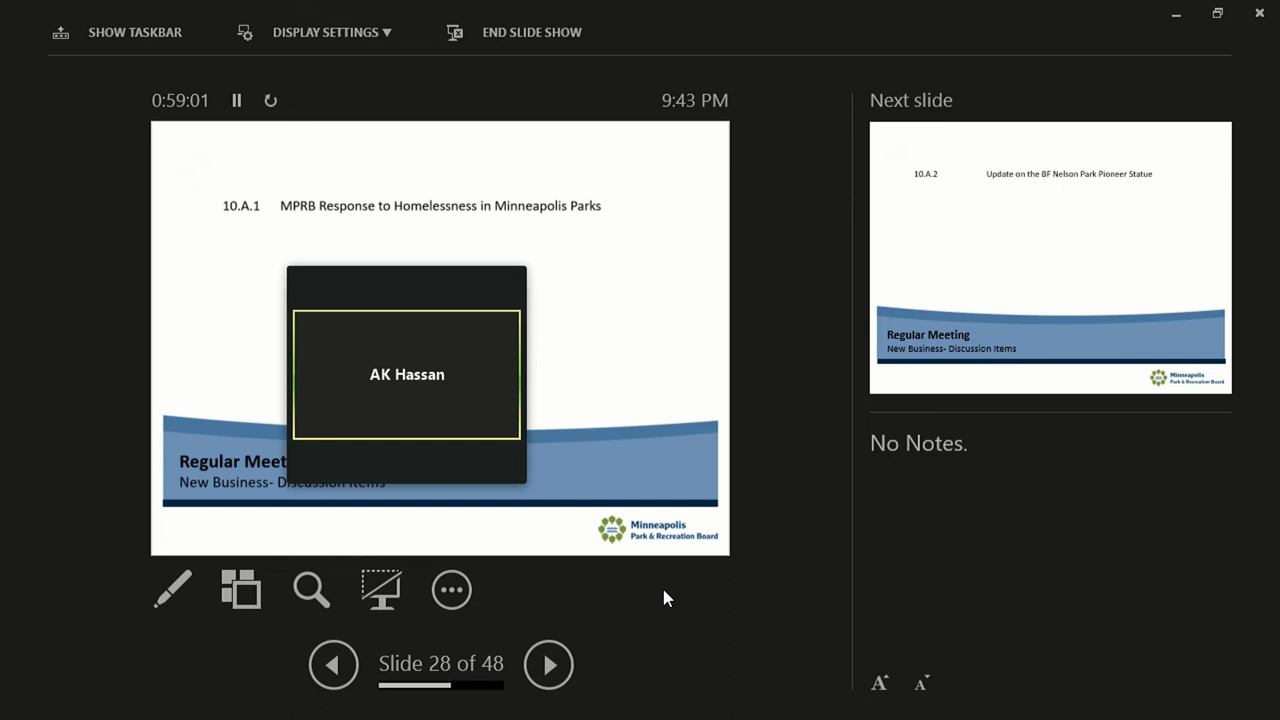 SHOW TASKBAR
DISPLAY SETTINGS ▼
END SLIDE SHOW
0:59:01
9:43 PM
10.A.1 MPRB Response to Homelessness in Minneapolis Parks
AK Hassan
Regular Meet
New Business- Discussion Items
Minneapolis
Park & Recreation Board
Slide 28 of 48
Next slide
10.A.2 Update on the BF Nelson Park Pioneer Statue
Regular Meeting
New Business- Discussion Items
Minneapolis
Park & Recreation Board
No Notes.
A A